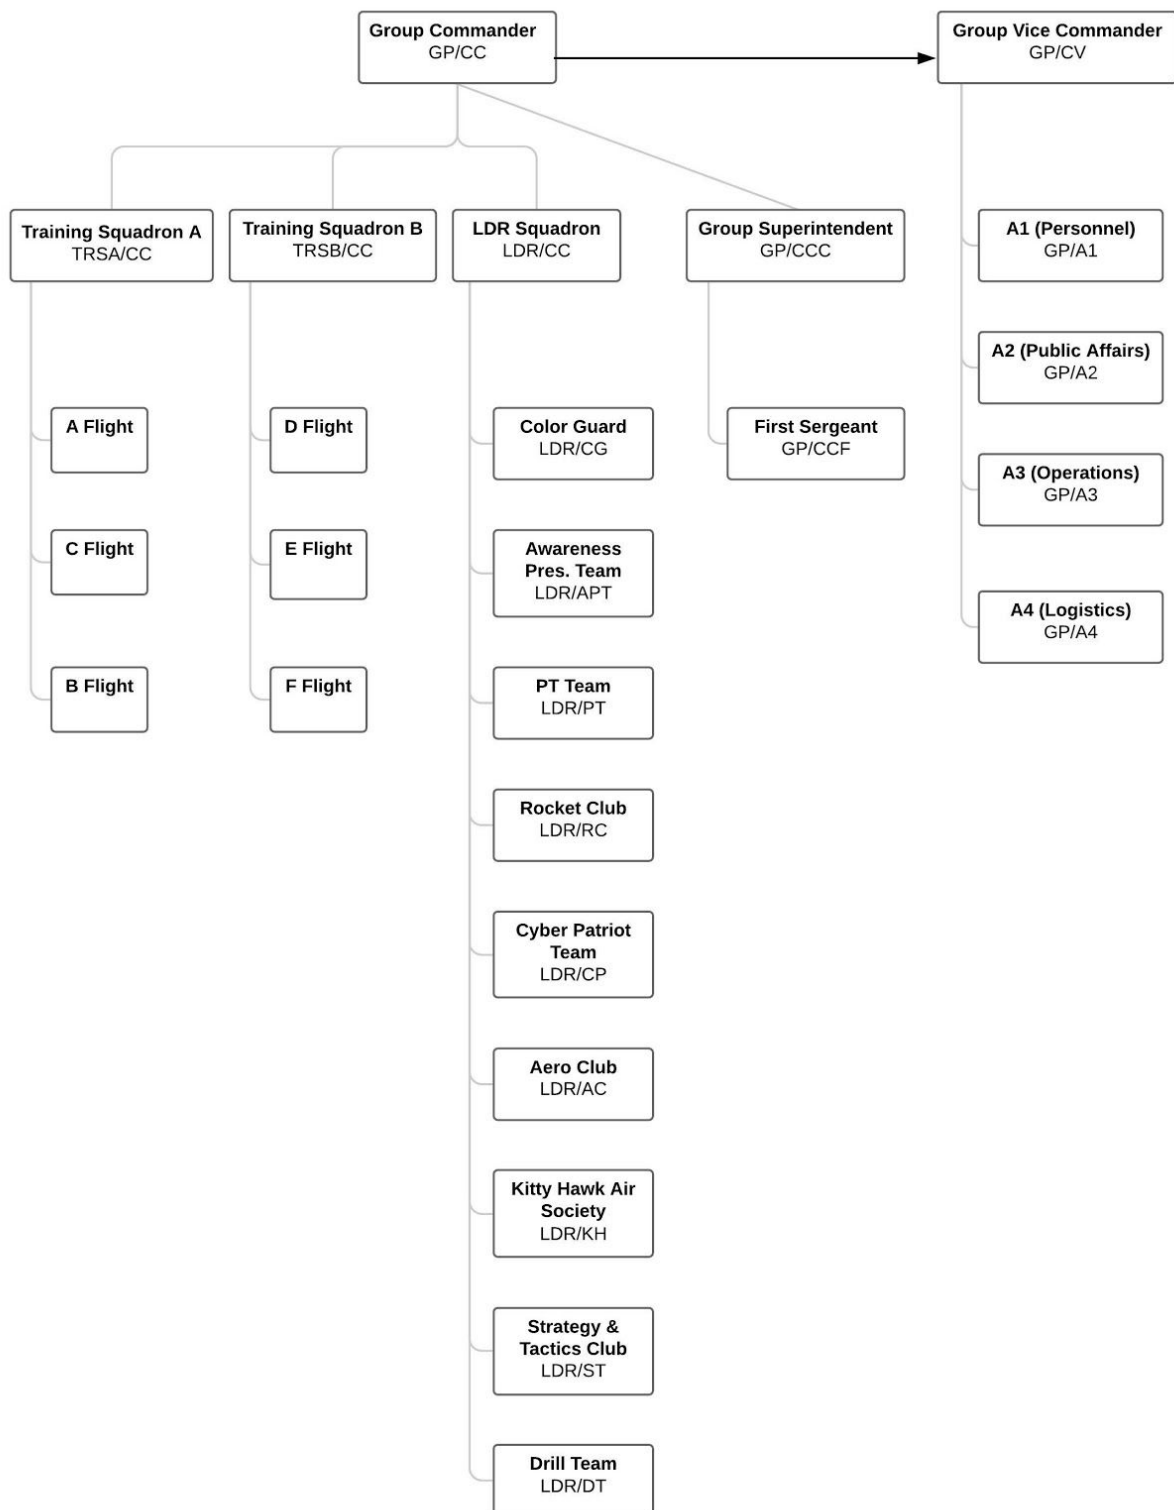 Group Commander
GP/CC
Group Vice Commander
GP/CV
Training Squadron A
TRSA/CC
Training Squadron B
TRSB/CC
LDR Squadron
LDR/CC
Group Superintendent
GP/CCC
A1 (Personnel)
GP/A1
A2 (Public Affairs)
GP/A2
A3 (Operations)
GP/A3
A4 (Logistics)
GP/A4
A Flight
C Flight
B Flight
D Flight
E Flight
F Flight
Color Guard
LDR/CG
Awareness
Pres. Team
LDR/APT
PT Team
LDR/PT
Rocket Club
LDR/RC
Cyber Patriot
Team
LDR/CP
Aero Club
LDR/AC
Kitty Hawk Air
Society
LDR/KH
Strategy &
Tactics Club
LDR/ST
Drill Team
LDR/DT
First Sergeant
GP/CCF